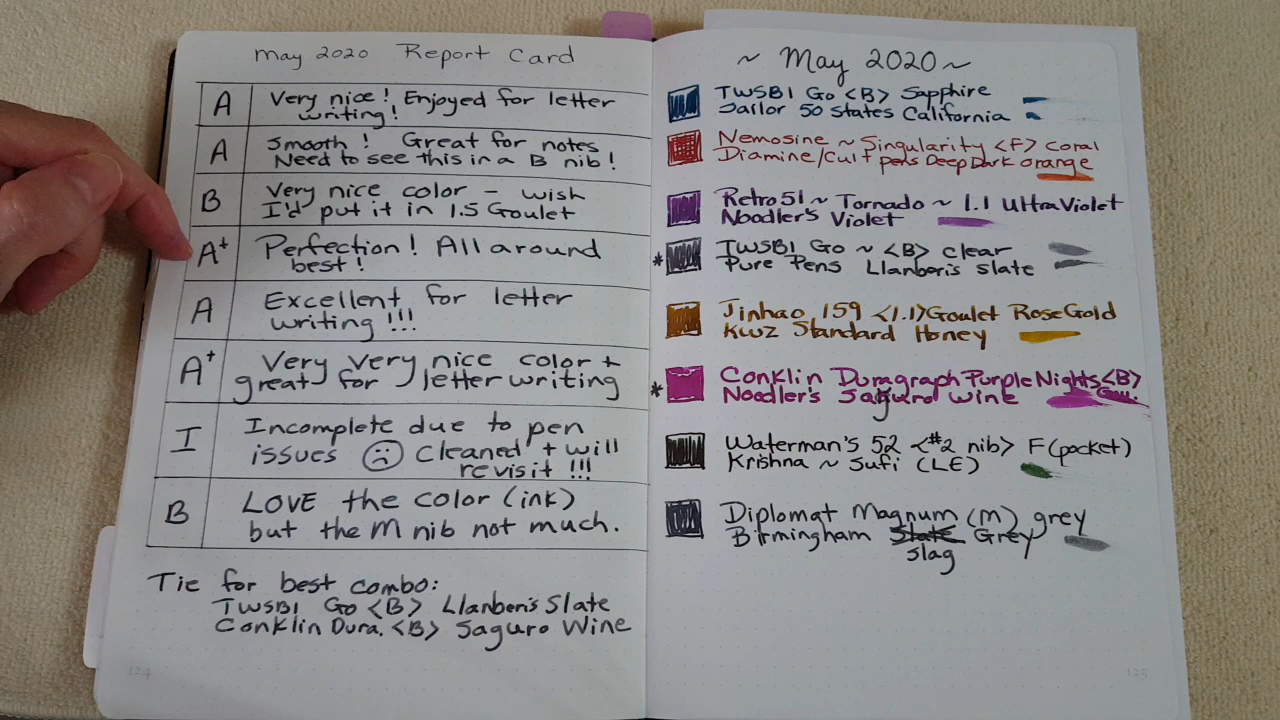 May 2020 Report Card
A Very nice! Enjoyed for letter
writing!
A Smooth! Great for notes
Need to see this in a B nib!
B Very nice color - wish
I'd put it in 1.5 Goulet
A+ Perfection! All around
best!
A Excellent for letter
writing!!!
A+ Very very nice color +
great for letter writing
I Incomplete due to pen
issues ☹ Cleaned + will
revisit!!!
B LOVE the color (ink)
but the M nib not much.
Tie for best combo:
TWSBI Go <B> Llanberis Slate
Conklin Dura. <B> Saguro Wine
124
~ May 2020 ~
TWSBI Go <B> Sapphire
Sailor 50 States California
Nemosine ~ Singularity <F> Coral
Diamine/Cult pens Deep Dark orange
Retro51 ~ Tornado ~ 1.1 UltraViolet
Noodler's Violet
* TWSBI Go ~ <B> clear
Pure Pens Llanberis Slate
Jinhao 159 <1.1> Goulet Rose Gold
KWZ Standard Honey
* Conklin Duragraph Purple Nights <B>
Noodler's Saguro Wine Gou.
Waterman's 52 <#2 nib> F (pocket)
Krishna ~ Sufi (LE)
Diplomat Magnum (M) grey
Birmingham State Grey
Slag
125